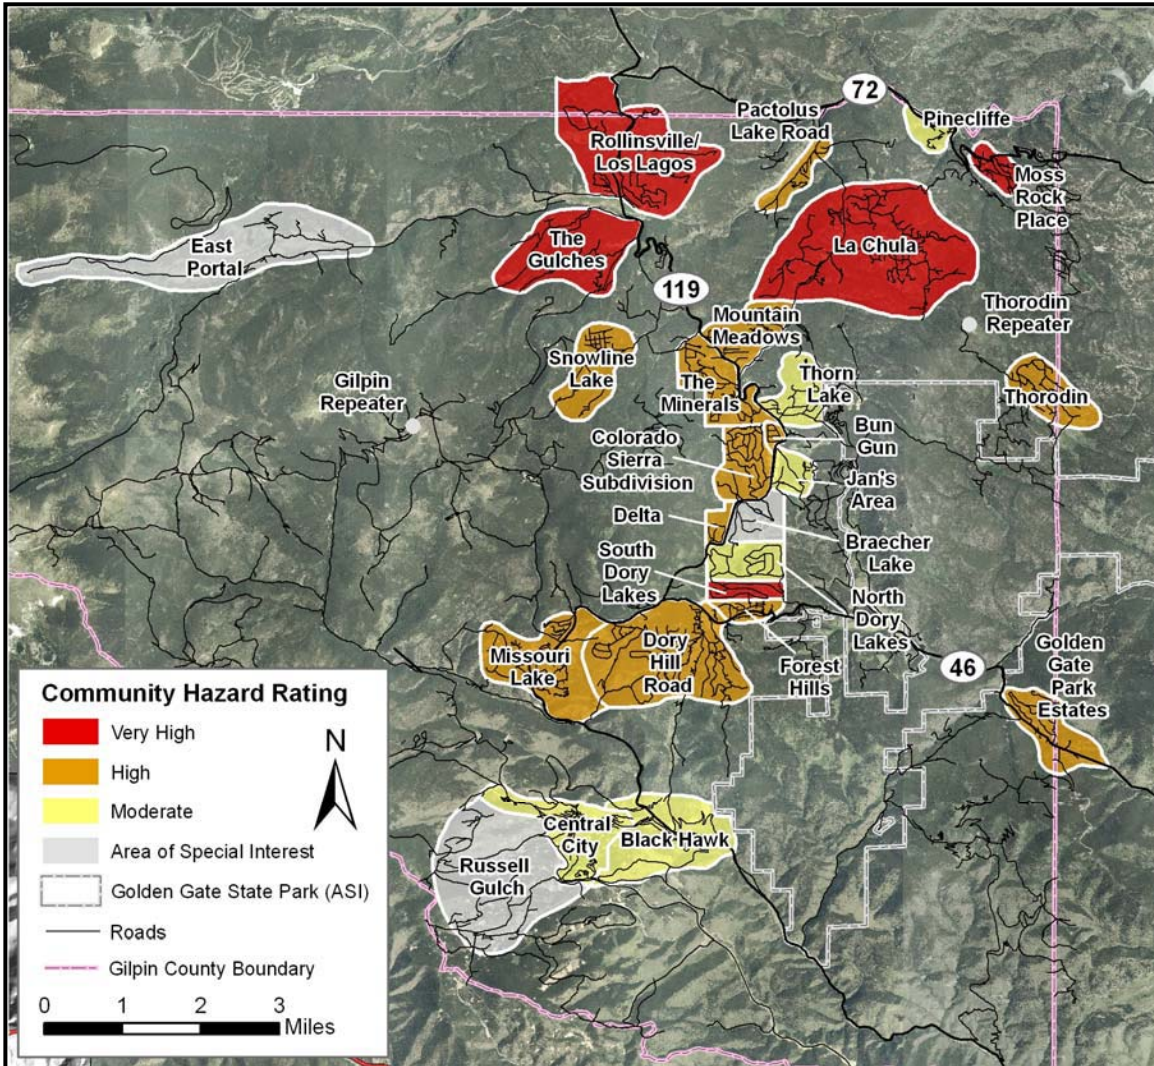 72
Pactolus
Lake Road
Pinecliffe
Rollinsville/
Los Lagos
Moss
Rock
Place
East
Portal
The
Gulches
La Chula
119
Mountain
Meadows
Thorodin
Repeater
Snowline
Lake
The
Minerals
Thorn
Lake
Thorodin
Gilpin
Repeater
Colorado
Sierra
Subdivision
Bun
Gun
Jan's
Area
Delta
Braecher
Lake
South
Dory
Lakes
North
Dory
Lakes
Missouri
Lake
Dory
Hill
Road
Forest
Hills
46
Golden
Gate
Park
Estates
Central
City
Black Hawk
Russell
Gulch
Community Hazard Rating
Very High
High
Moderate
Area of Special Interest
Golden Gate State Park (ASI)
Roads
Gilpin County Boundary
N
0 1 2 3
Miles